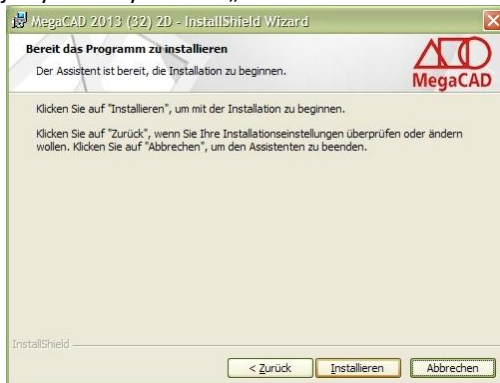 MegaCAD 2013 (32) 2D - InstallShield Wizard
Bereit das Programm zu installieren
Der Assistent ist bereit, die Installation zu beginnen.
MegaCAD
Klicken Sie auf "Installieren", um mit der Installation zu beginnen.
Klicken Sie auf "Zurück", wenn Sie Ihre Installationseinstellungen überprüfen oder ändern
wollen. Klicken Sie auf "Abbrechen", um den Assistenten zu beenden.
InstallShield
< Zurück
Installieren
Abbrechen